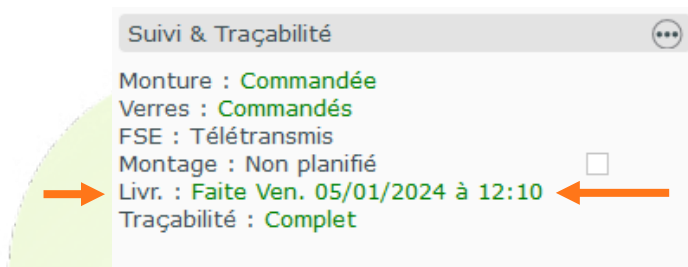 Suivi & Traçabilité
Monture : Commandée
Verres : Commandés
FSE : Télétransmis
Montage : Non planifié
Livr. : Faite Ven. 05/01/2024 à 12:10
Traçabilité : Complet